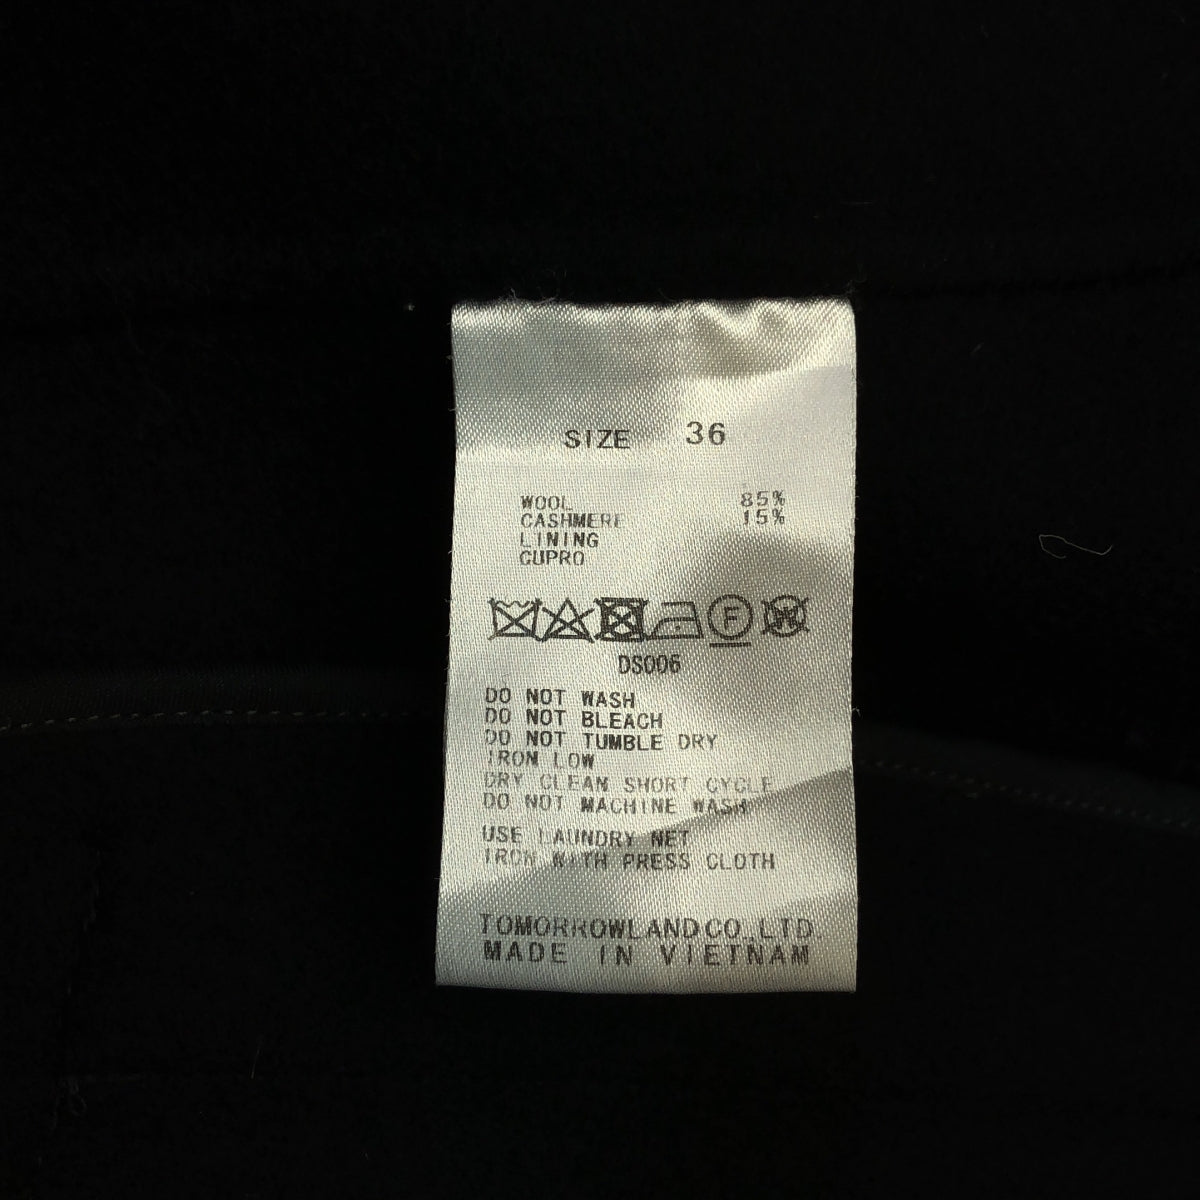 SIZE 36
WOOL 85%
CASHMERE 15%
LINING
CUPRO
F W
DS006
DO NOT WASH
DO NOT BLEACH
DO NOT TUMBLE DRY
IRON LOW
DRY CLEAN SHORT CYCLE
DO NOT MACHINE WASH
USE LAUNDRY NET
IRON WITH PRESS CLOTH
TOMORROWLAND CO., LTD
MADE IN VIETNAM